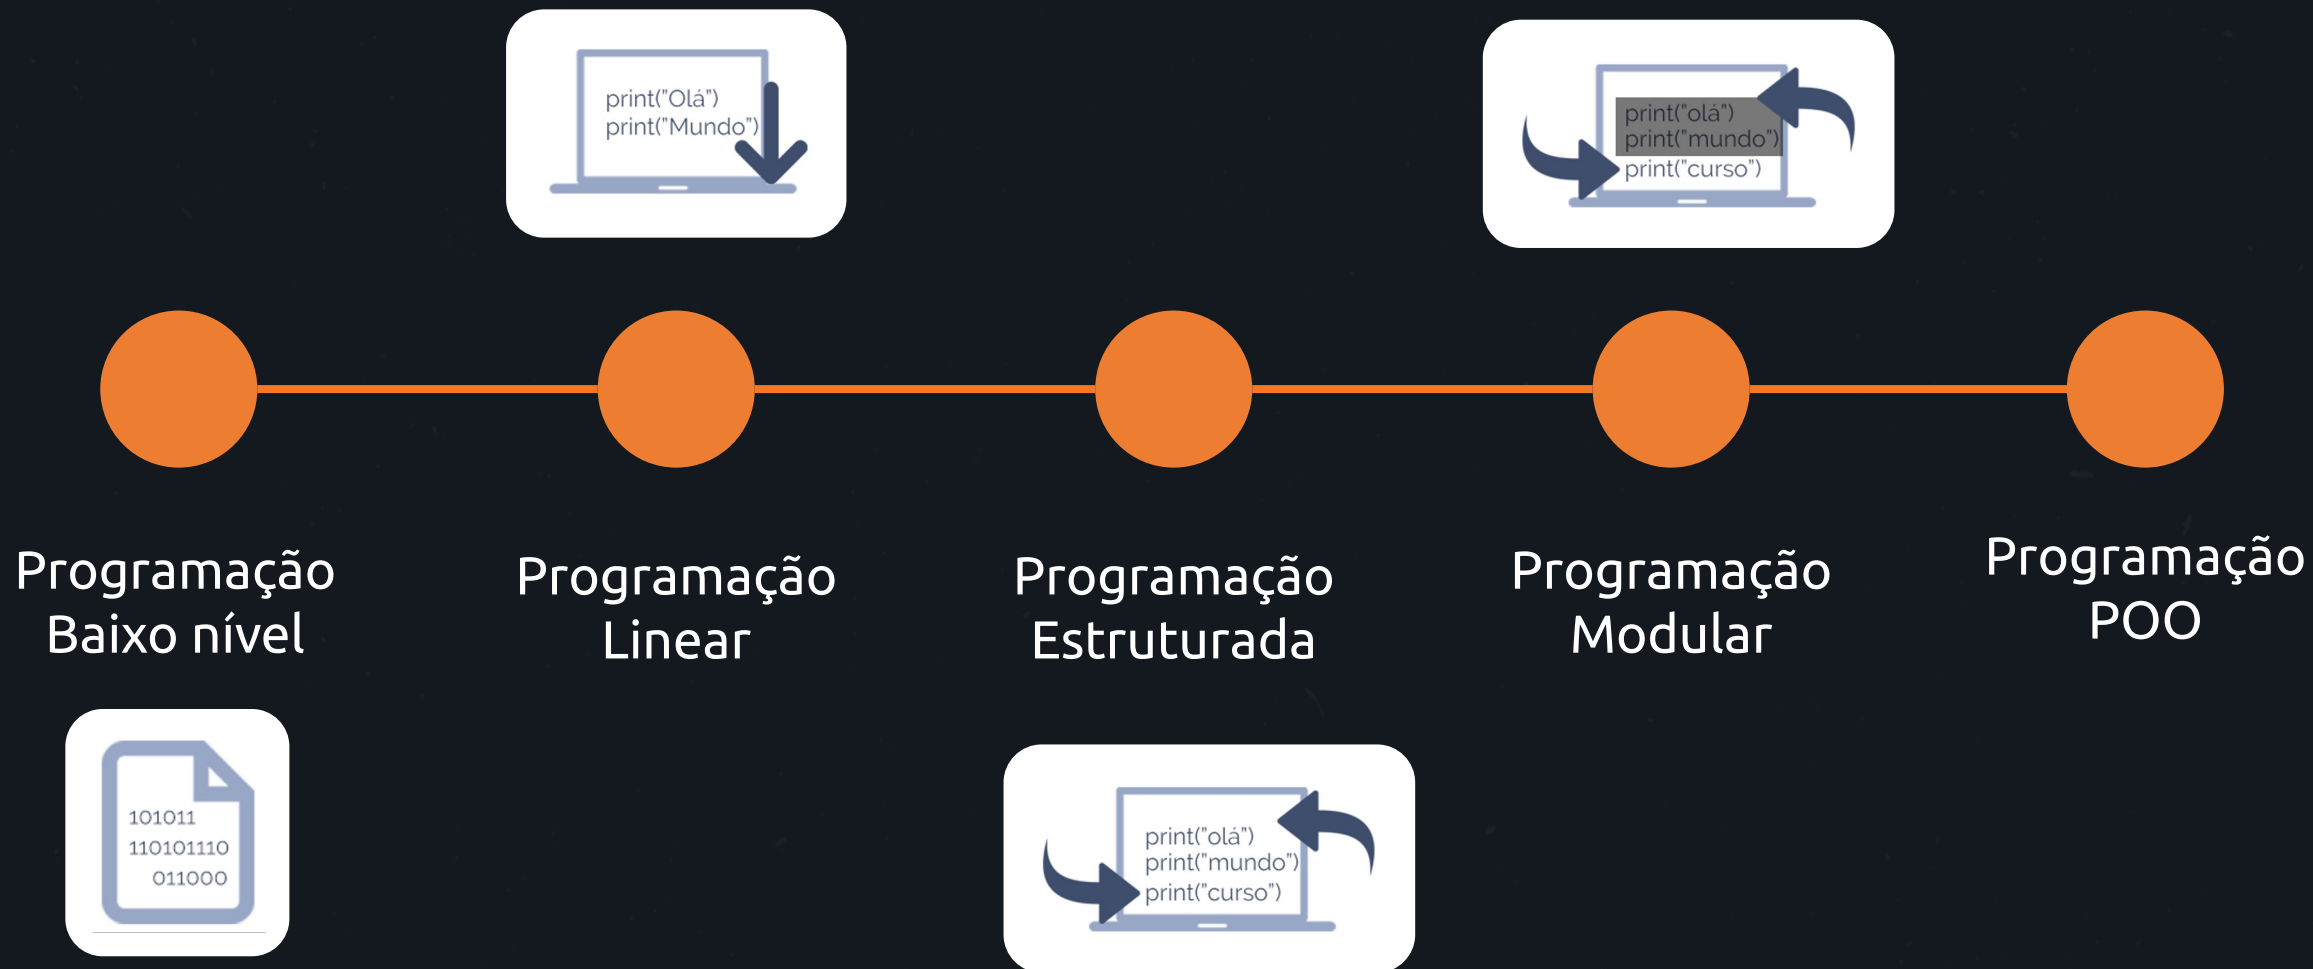 print("Olá")
print("Mundo")
print("olá")
print("mundo")
print("curso")
Programação
Baixo nível
Programação
Linear
Programação
Estruturada
Programação
Modular
Programação
POO
101011
110101110
011000
print("olá")
print("mundo")
print("curso")